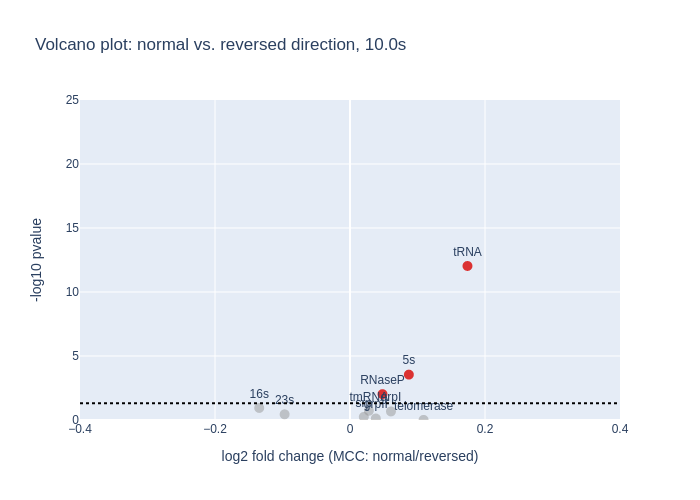 Volcano plot: normal vs. reversed direction, 10.0s
25
20
15
10
5
0
-log10 pvalue
tRNA
5s
RNaseP
16s
23s
tmRNA
grpI
telomerase
−0.4
−0.2
0
0.2
0.4
log2 fold change (MCC: normal/reversed)